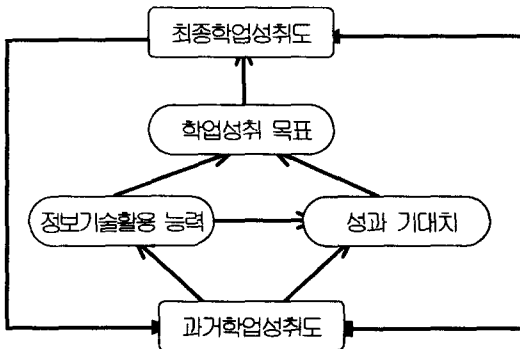 최종학업성취도
학업성취 목표
정보기술활용 능력
성과 기대치
과거학업성취도